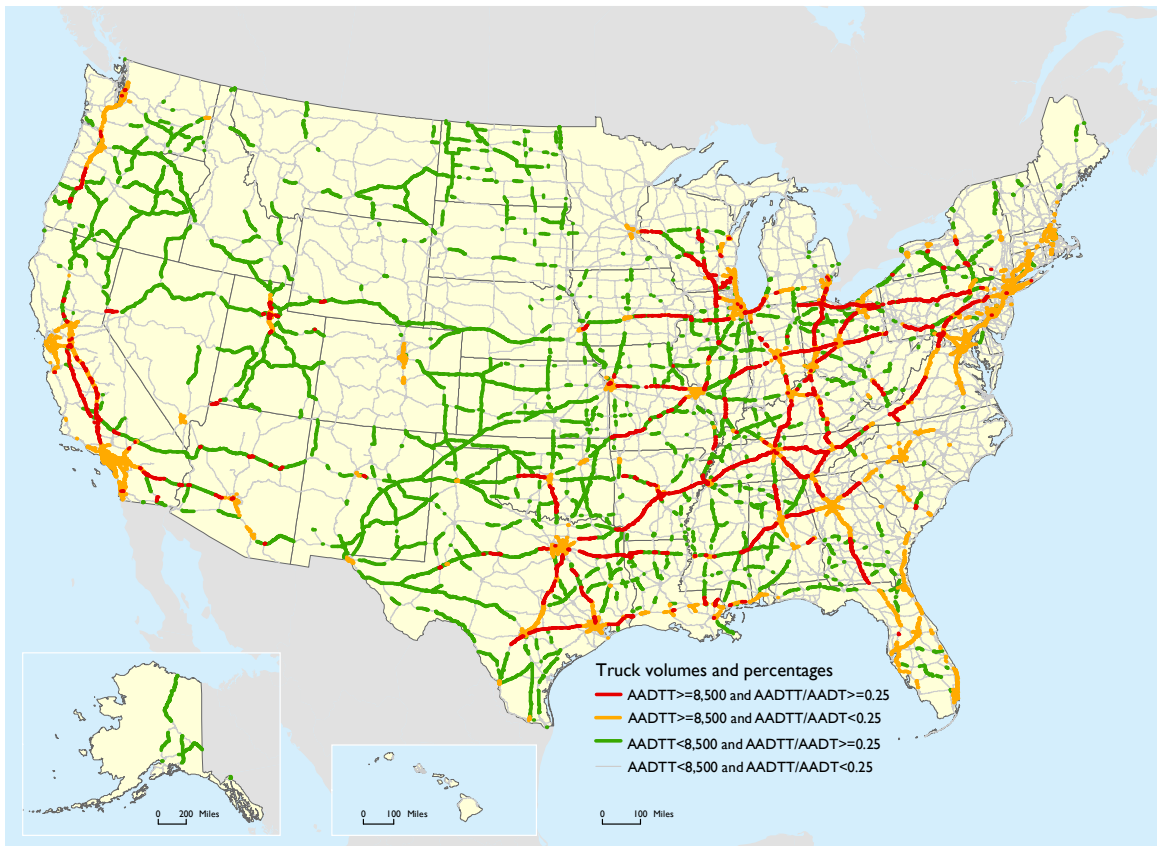 Truck volumes and percentages
AADTT>=8,500 and AADTT/AADT>=0.25
AADTT>=8,500 and AADTT/AADT<0.25
AADTT<8,500 and AADTT/AADT>=0.25
AADTT<8,500 and AADTT/AADT<0.25
0 200 Miles
0 100 Miles
0 100 Miles